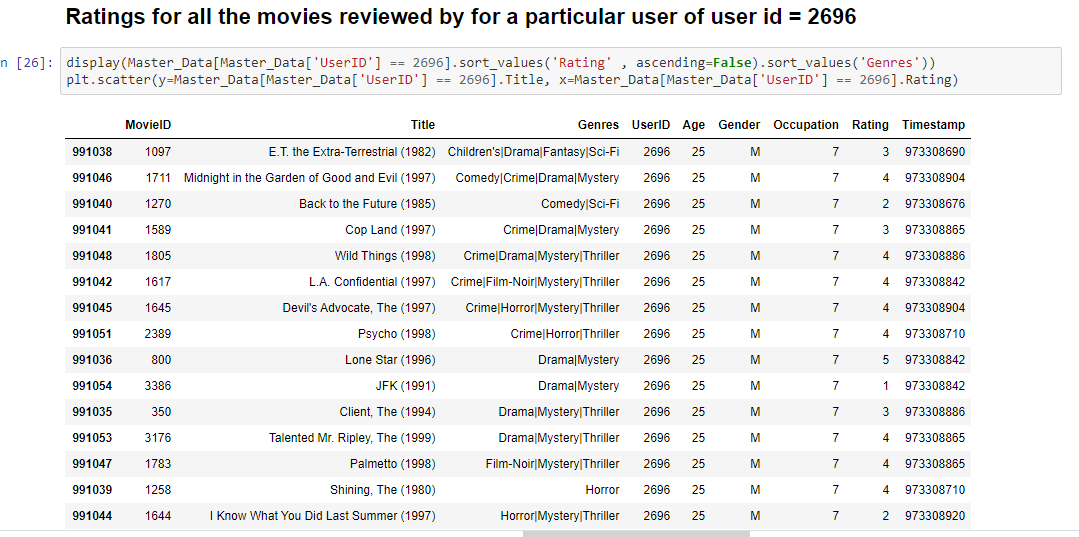 Ratings for all the movies reviewed by for a particular user of user id = 2696
n [26]: display(Master_Data[Master_Data['UserID'] == 2696].sort_values('Rating' , ascending=False).sort_values('Genres'))
plt.scatter(y=Master_Data[Master_Data['UserID'] == 2696].Title, x=Master_Data[Master_Data['UserID'] == 2696].Rating)
MovieID Title Genres UserID Age Gender Occupation Rating Timestamp
991038 1097 E.T. the Extra-Terrestrial (1982) Children's|Drama|Fantasy|Sci-Fi 2696 25 M 7 3 973308690
991046 1711 Midnight in the Garden of Good and Evil (1997) Comedy|Crime|Drama|Mystery 2696 25 M 7 4 973308904
991040 1270 Back to the Future (1985) Comedy|Sci-Fi 2696 25 M 7 2 973308676
991041 1589 Cop Land (1997) Crime|Drama|Mystery 2696 25 M 7 3 973308865
991048 1805 Wild Things (1998) Crime|Drama|Mystery|Thriller 2696 25 M 7 4 973308886
991042 1617 L.A. Confidential (1997) Crime|Film-Noir|Mystery|Thriller 2696 25 M 7 4 973308842
991045 1645 Devil's Advocate, The (1997) Crime|Horror|Mystery|Thriller 2696 25 M 7 4 973308904
991051 2389 Psycho (1998) Crime|Horror|Thriller 2696 25 M 7 4 973308710
991036 800 Lone Star (1996) Drama|Mystery 2696 25 M 7 5 973308842
991054 3386 JFK (1991) Drama|Mystery 2696 25 M 7 1 973308842
991035 350 Client, The (1994) Drama|Mystery|Thriller 2696 25 M 7 3 973308886
991053 3176 Talented Mr. Ripley, The (1999) Drama|Mystery|Thriller 2696 25 M 7 4 973308865
991047 1783 Palmetto (1998) Film-Noir|Mystery|Thriller 2696 25 M 7 4 973308865
991039 1258 Shining, The (1980) Horror 2696 25 M 7 4 973308710
991044 1644 I Know What You Did Last Summer (1997) Horror|Mystery|Thriller 2696 25 M 7 2 973308920